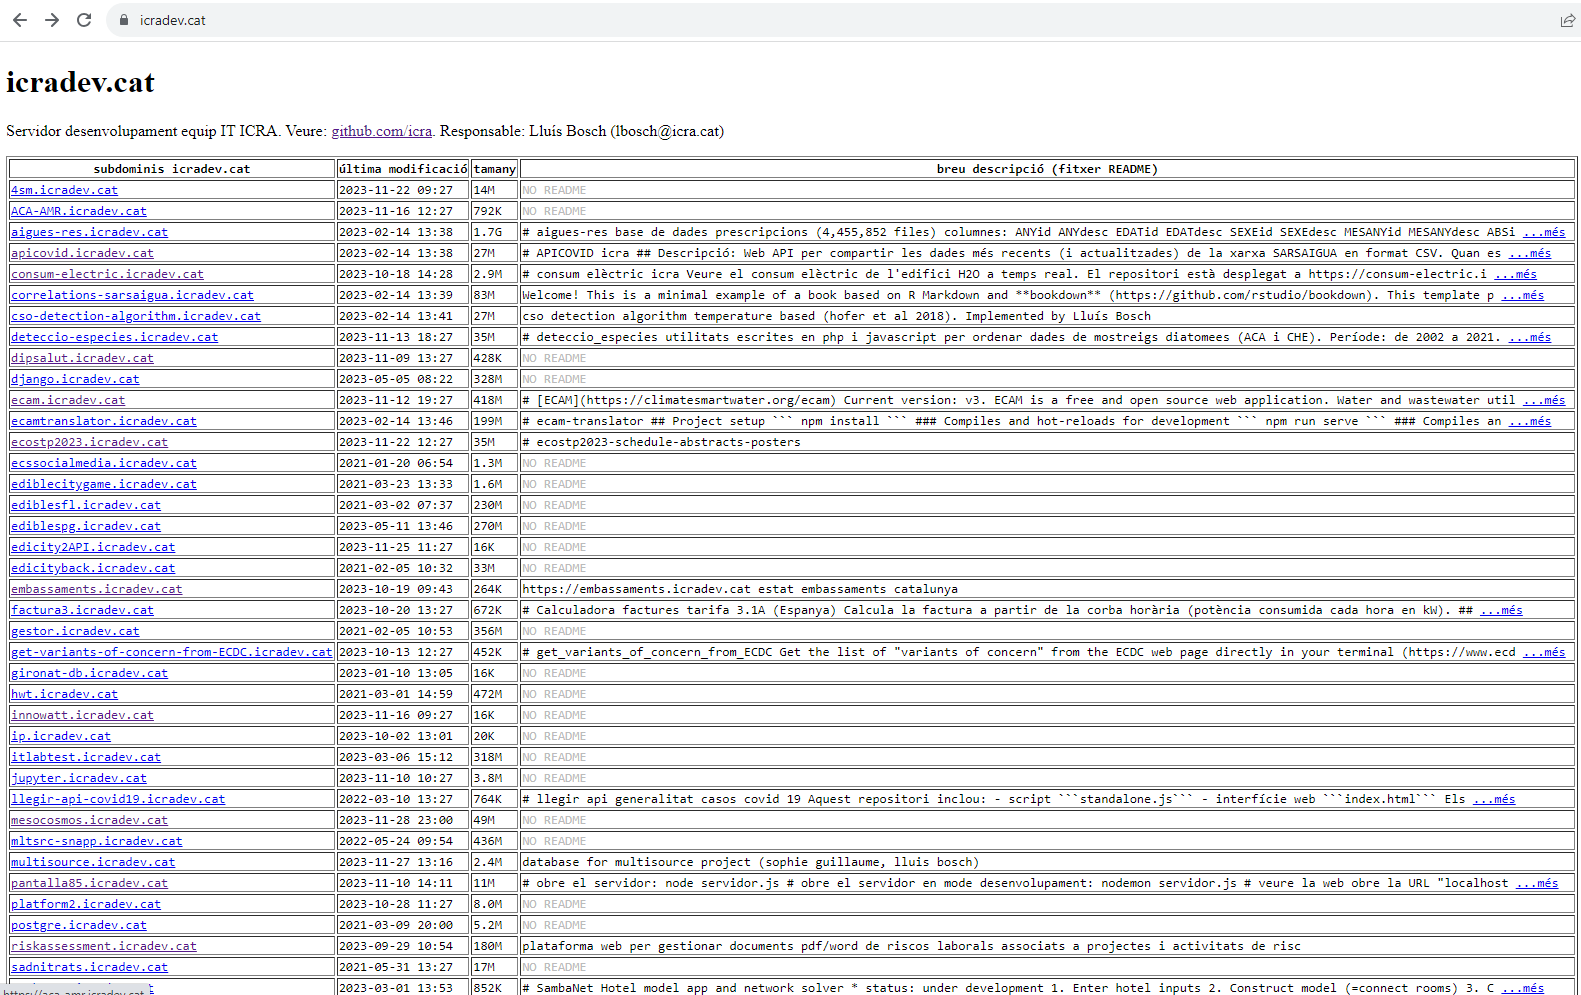 icradev.cat
icradev.cat
Servidor desenvolupament equip IT ICRA. Veure: github.com/icra. Responsable: Lluís Bosch (lbosch@icra.cat)
subdominis icradev.cat última modificació tamany breu descripció (fitxer README)
4sm.icradev.cat 2023-11-22 09:27 14M NO README
ACA-AMR.icradev.cat 2023-11-16 12:27 792K NO README
aigues-res.icradev.cat 2023-02-14 13:38 1.7G # aigues-res base de dades prescripcions (4,455,852 files) columnes: ANYid ANYdesc EDATid EDATdesc SEXEid SEXEdesc MESANYid MESANYdesc ABSi ...més
apicovid.icradev.cat 2023-02-14 13:38 27M # APICOVID icra ## Descripció: Web API per compartir les dades més recents (i actualitzades) of la xarxa SARSAIGUA en format CSV. Quan es ...més
consum-electric.icradev.cat 2023-10-18 14:28 2.9M # consum elèctric icra Veure el consum elèctric de l'edifici H2O a temps real. El repositori està desplegat a https://consum-electric.i ...més
correlations-sarsaigua.icradev.cat 2023-02-14 13:39 83M Welcome! This is a minimal example of a book based on R Markdown and **bookdown** (https://github.com/rstudio/bookdown). This template p ...més
cso-detection-algorithm.icradev.cat 2023-02-14 13:41 27M cso detection algorithm temperature based (hofer et al 2018). Implemented by Lluís Bosch
deteccio-especies.icradev.cat 2023-11-13 18:27 35M # deteccio_especies utilitats escrites en php i javascript per ordenar dades de mostreigs diatomees (ACA i CHE). Període: de 2002 a 2021. ...més
dipsalut.icradev.cat 2023-11-09 13:27 428K NO README
django.icradev.cat 2023-05-05 08:22 328M NO README
ecam.icradev.cat 2023-11-12 19:27 418M # [ECAM](https://climatesmartwater.org/ecam) Current version: v3. ECAM is a free and open source web application. Water and wastewater util ...més
ecamtranslator.icradev.cat 2023-02-14 13:46 199M # ecam-translator ## Project setup ``` npm install ``` ### Compiles and hot-reloads for development ``` npm run serve ``` ### Compiles an ...més
ecostp2023.icradev.cat 2023-11-22 12:27 35M # ecostp2023-schedule-abstracts-posters
ecssocialmedia.icradev.cat 2021-01-20 06:54 1.3M NO README
ediblecitygame.icradev.cat 2021-03-23 13:33 1.6M NO README
ediblesfl.icradev.cat 2021-03-02 07:37 230M NO README
ediblespg.icradev.cat 2023-05-11 13:46 270M NO README
edicity2API.icradev.cat 2023-11-25 11:27 16K NO README
edicityback.icradev.cat 2021-02-05 10:32 33M NO README
embassaments.icradev.cat 2023-10-19 09:43 264K https://embassaments.icradev.cat estat embassaments catalunya
factura3.icradev.cat 2023-10-20 13:27 672K # Calculadora factures tarifa 3.1A (Espanya) Calcula la factura a partir de la corba horària (potència consumida cada hora en kW). ## ...més
gestor.icradev.cat 2021-02-05 10:53 356M NO README
get-variants-of-concern-from-ECDC.icradev.cat 2023-10-13 12:27 452K # get_variants_of_concern_from_ECDC Get the list of "variants of concern" from the ECDC web page directly in your terminal (https://www.ecd ...més
gironat-db.icradev.cat 2023-01-10 13:05 16K NO README
hwt.icradev.cat 2021-03-01 14:59 472M NO README
innowatt.icradev.cat 2023-11-16 09:27 16K NO README
ip.icradev.cat 2023-10-02 13:01 20K NO README
itlabtest.icradev.cat 2023-03-06 15:12 318M NO README
jupyter.icradev.cat 2023-11-10 10:27 3.8M NO README
llegir-api-covid19.icradev.cat 2022-03-10 13:27 764K # llegir api generalitat casos covid 19 Aquest repositori inclou: - script ```standalone.js``` - interfície web ```index.html``` Els ...més
mesocosmos.icradev.cat 2023-11-28 23:00 49M NO README
mltsrc-snapp.icradev.cat 2022-05-24 09:54 436M NO README
multisource.icradev.cat 2023-11-27 13:16 2.4M database for multisource project (sophie guillaume, lluis bosch)
pantalla85.icradev.cat 2023-11-10 14:11 11M # obre el servidor: node servidor.js # obre el servidor en mode desenvolupament: nodemon servidor.js # veure la web obre la URL "localhost ...més
platform2.icradev.cat 2023-10-28 11:27 8.0M NO README
postgre.icradev.cat 2021-03-09 20:00 5.2M NO README
riskassessment.icradev.cat 2023-09-29 10:54 180M plataforma web per gestionar documents pdf/word de riscos laborals associats a projectes i activitats de risc
sadnitrats.icradev.cat 2021-05-31 13:27 17M NO README
2023-03-01 13:53 852K # SambaNet Hotel model app and network solver * status: under development 1. Enter hotel inputs 2. Construct model (=connect rooms) 3. C ...més
https://aca-amr.icradev.cat